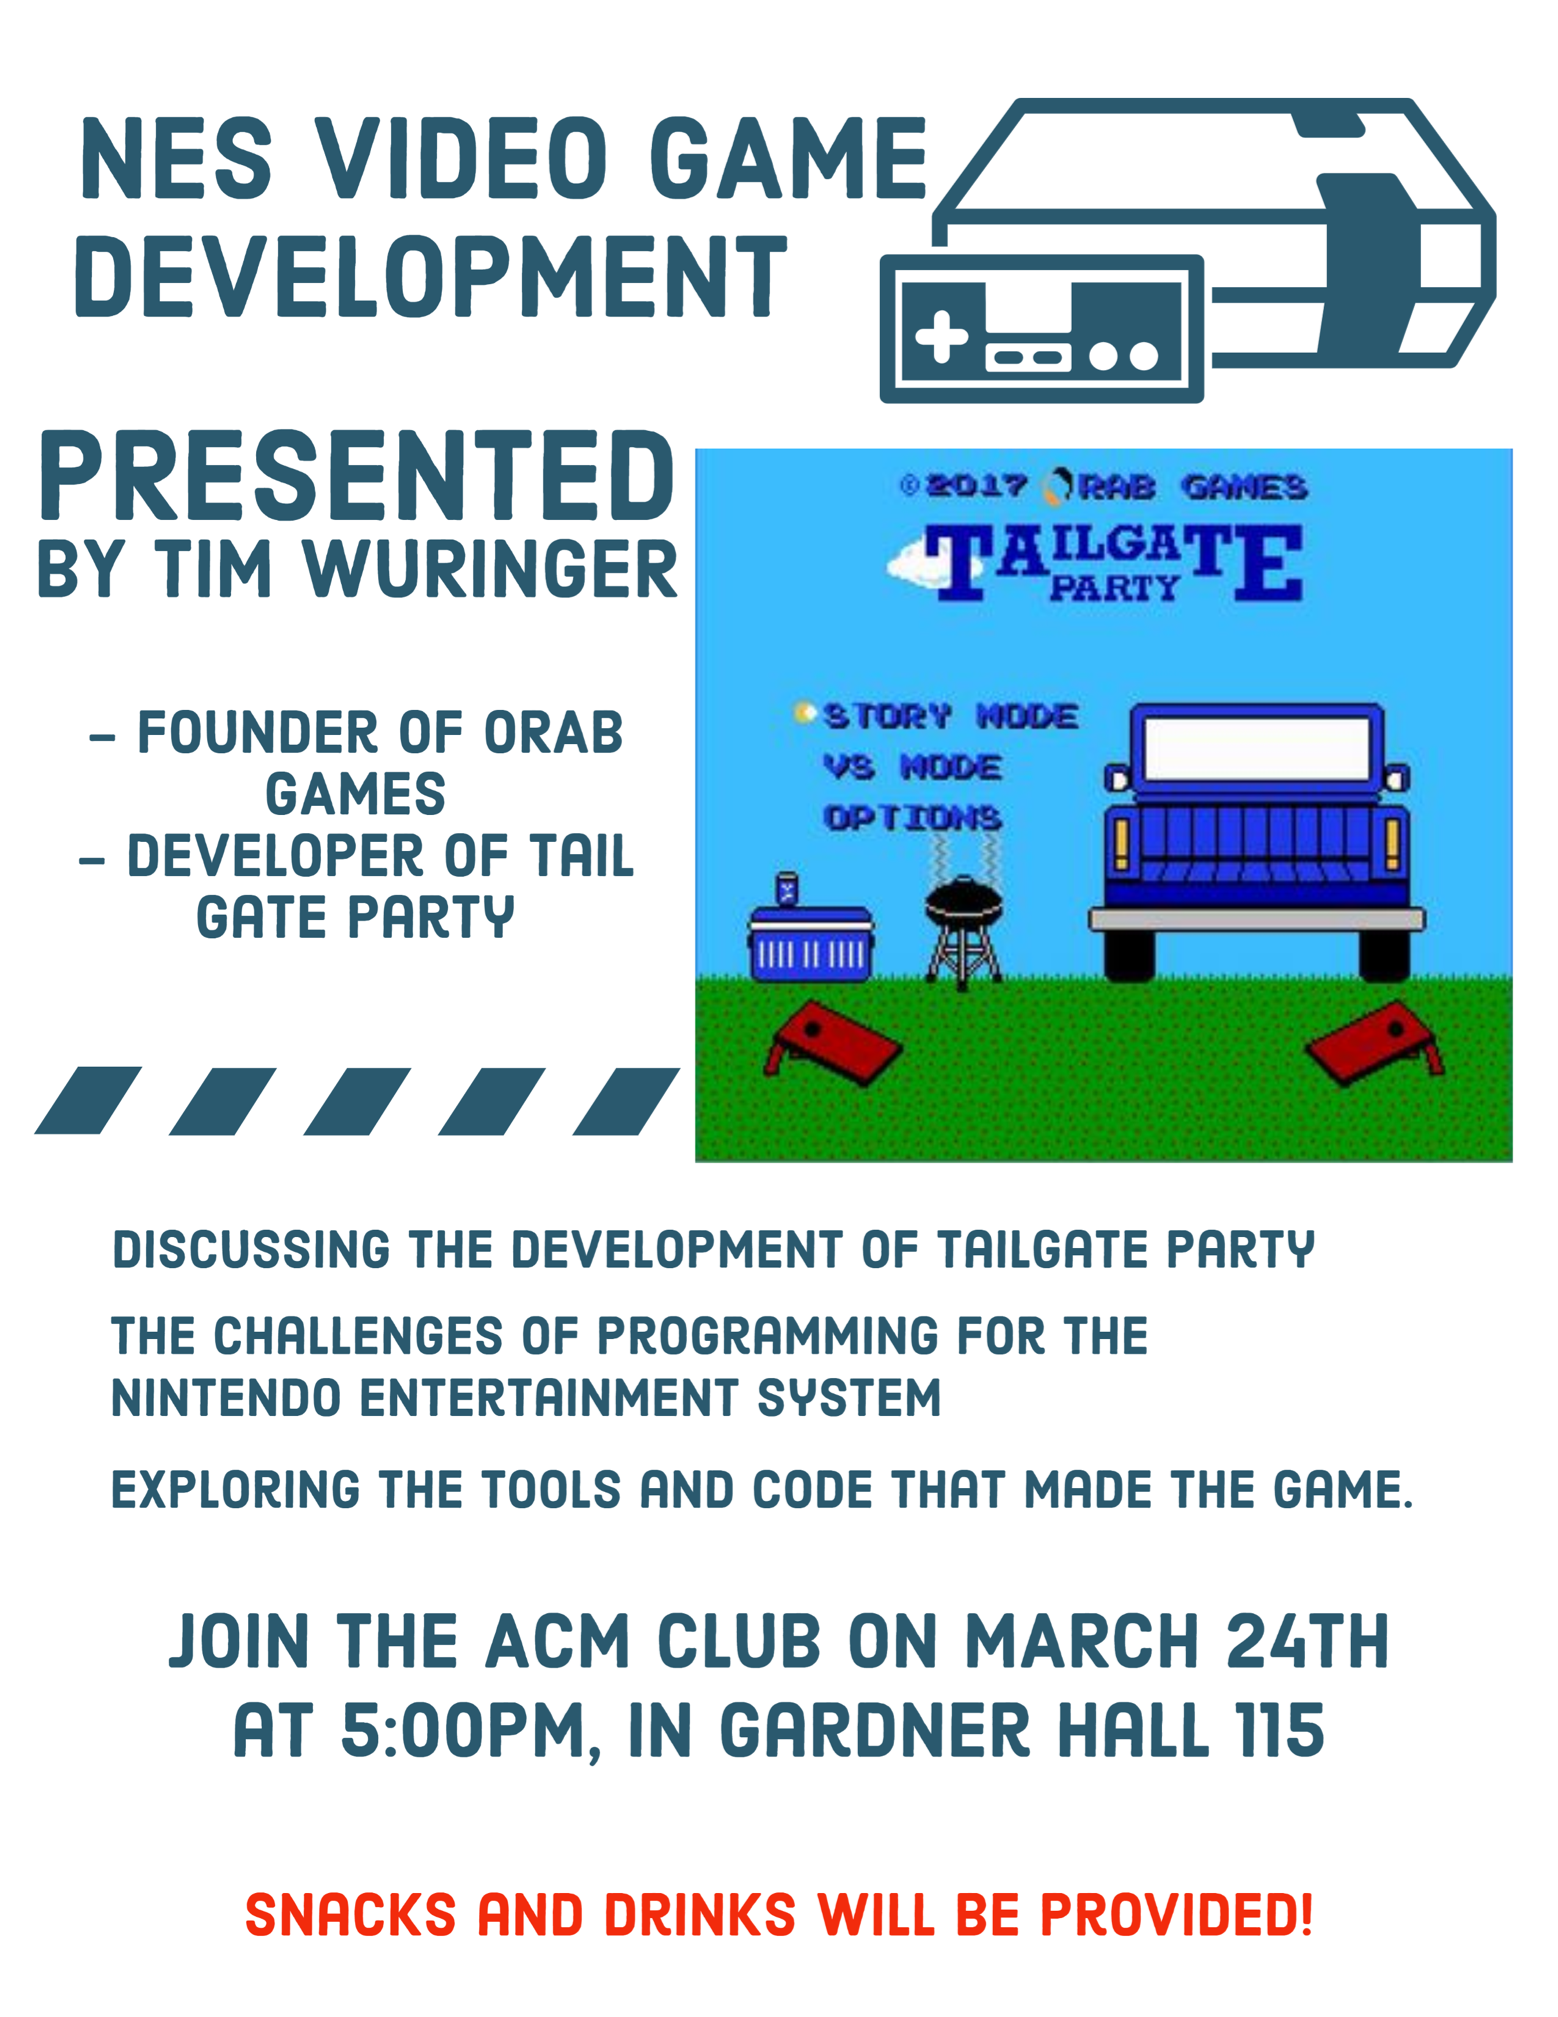 NES VIDEO GAME
DEVELOPMENT
PRESENTED
BY TIM WURINGER
- FOUNDER OF ORAB
GAMES
- DEVELOPER OF TAIL
GATE PARTY
©2017 ORAB GAMES
TAILGATE
PARTY
STORY MODE
VS MODE
OPTIONS
DISCUSSING THE DEVELOPMENT OF TAILGATE PARTY
THE CHALLENGES OF PROGRAMMING FOR THE
NINTENDO ENTERTAINMENT SYSTEM
EXPLORING THE TOOLS AND CODE THAT MADE THE GAME.
JOIN THE ACM CLUB ON MARCH 24TH
AT 5:00PM, IN GARDNER HALL 115
SNACKS AND DRINKS WILL BE PROVIDED!